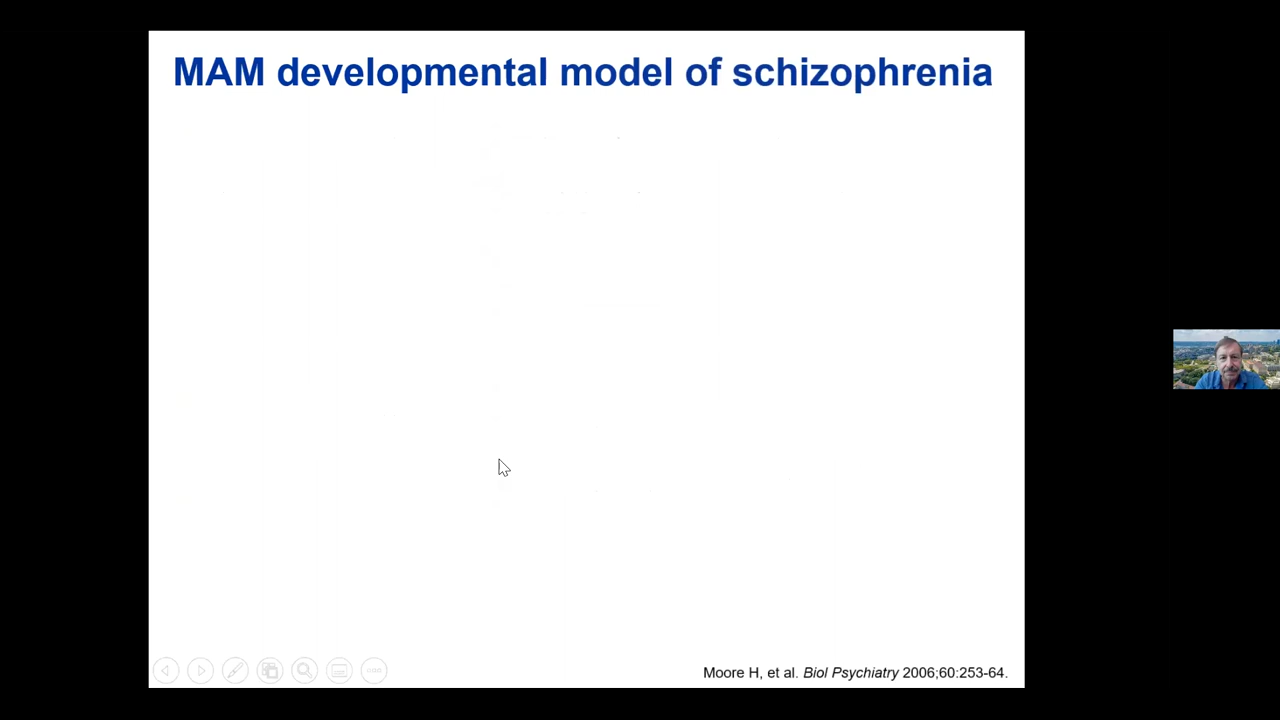 MAM developmental model of schizophrenia
Moore H, et al. Biol Psychiatry 2006;60:253-64.